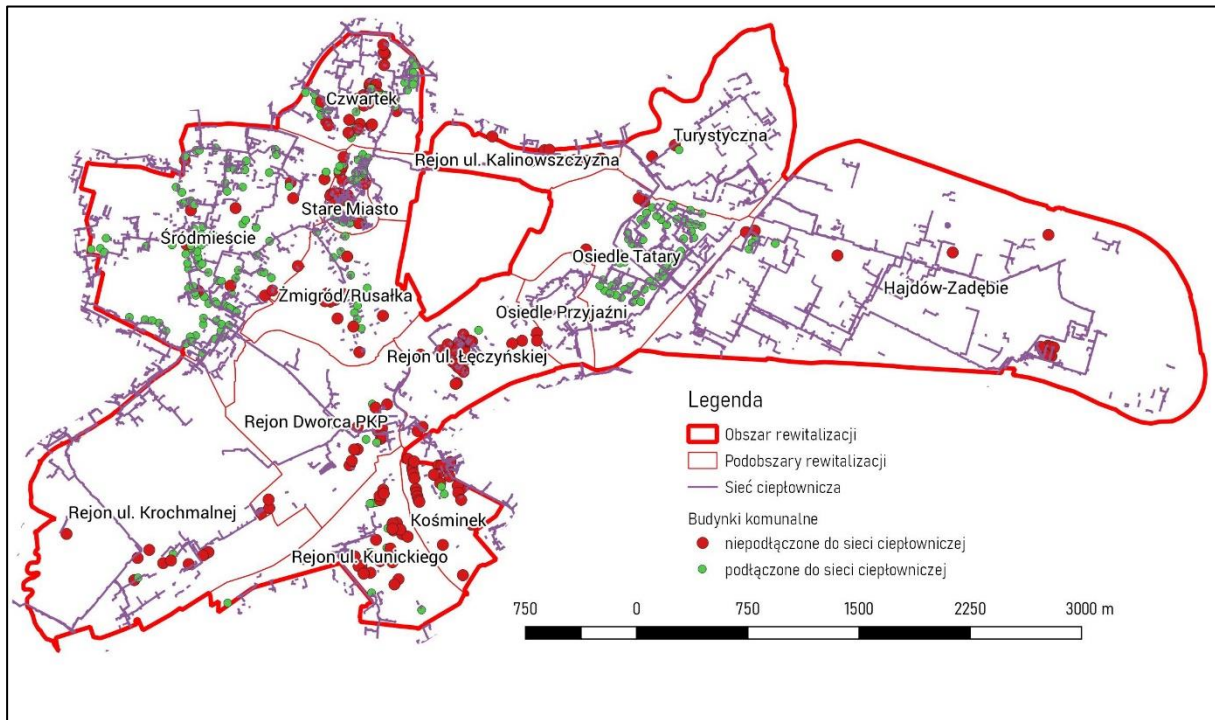 Czwartek
Turystyczna
Rejon ul. Kalinowszczyzna
Stare Miasto
Śródmieście
Osiedle Tatary
Hajdów-Zadębie
Żmigród/Rusałka
Osiedle Przyjaźni
Rejon ul. Łęczyńskiej
Rejon Dworca PKP
Rejon ul. Krochmalnej
Kośminek
Rejon ul. Kunickiego
Legenda
Obszar rewitalizacji
Podobszary rewitalizacji
Sieć ciepłownicza
Budynki komunalne
niepodłączone do sieci ciepłowniczej
podłączone do sieci ciepłowniczej
750 0 750 1500 2250 3000 m